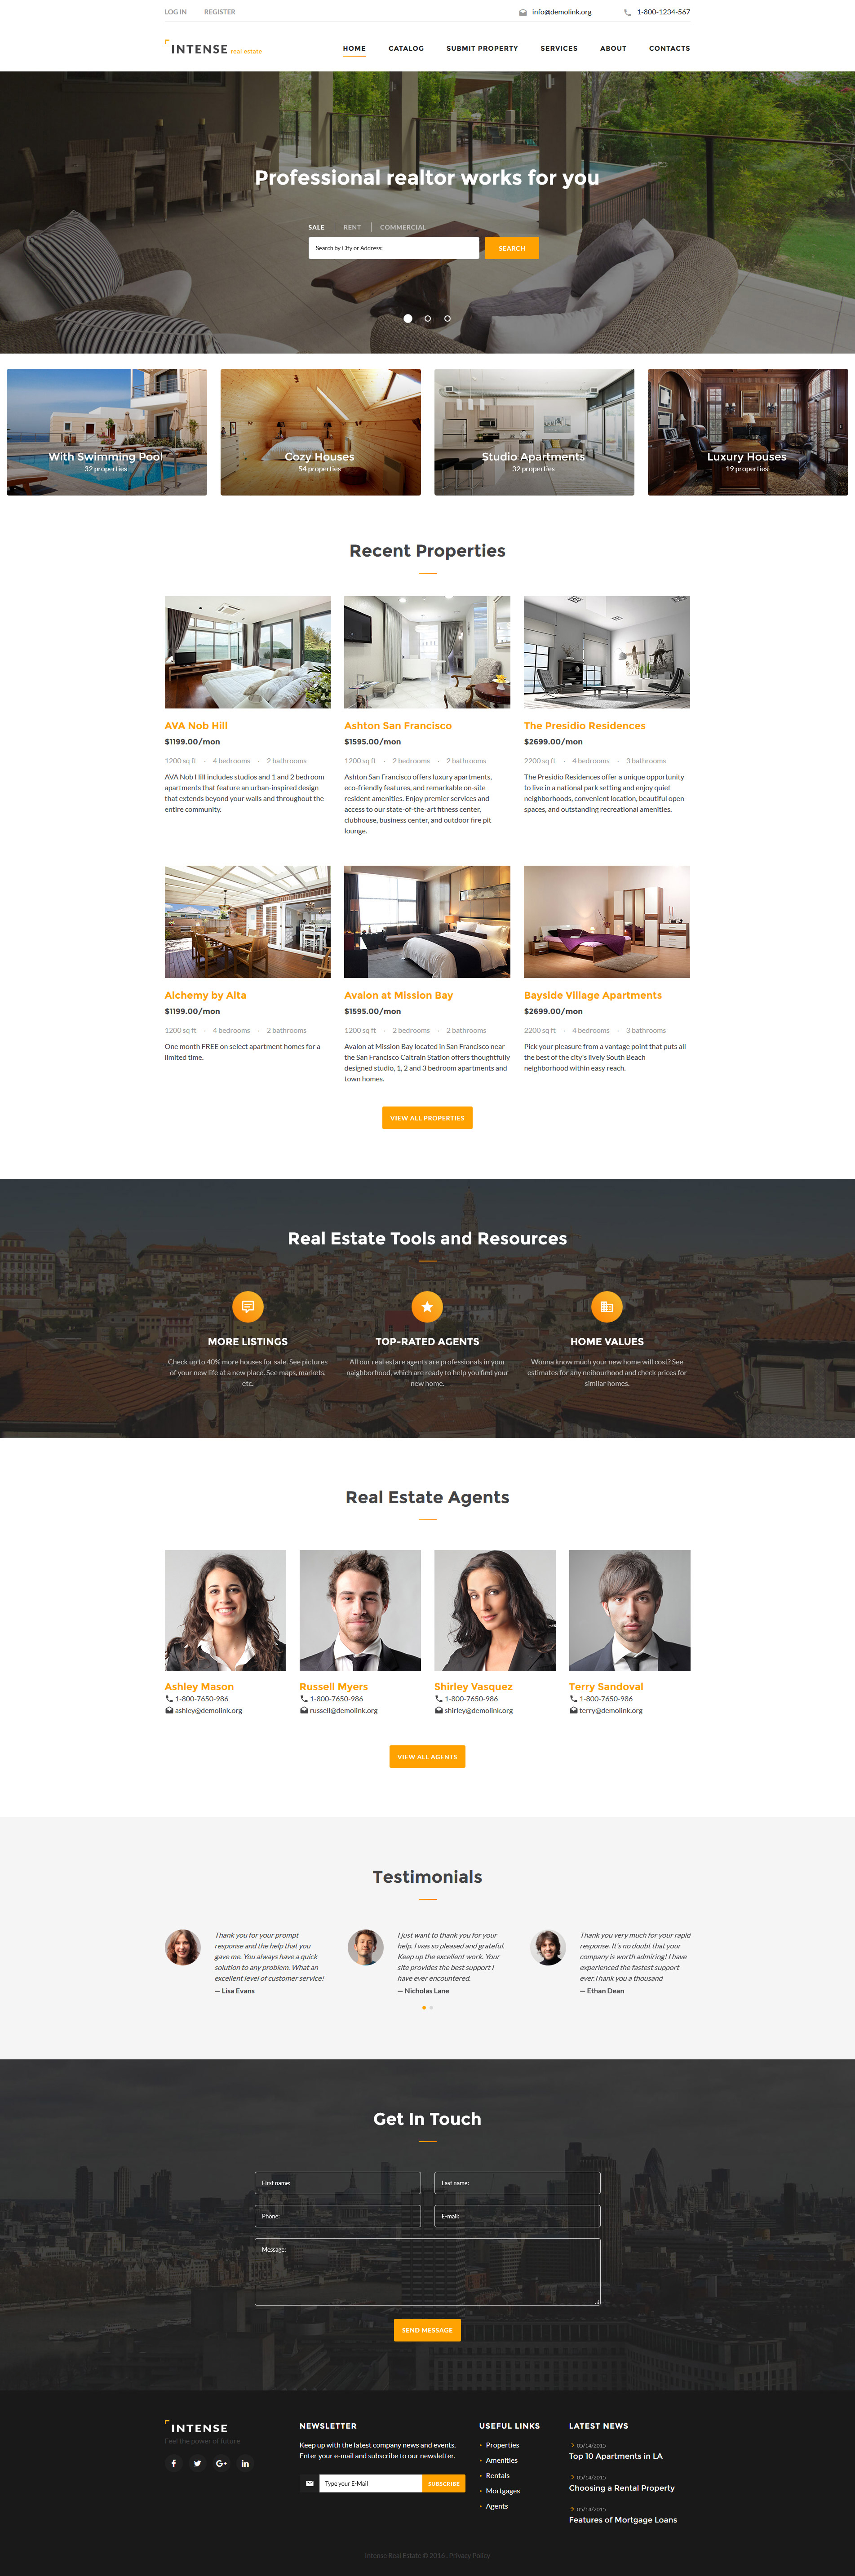 LOG IN
REGISTER
info@demolink.org
1-800-1234-567
INTENSE real estate
HOME
CATALOG
SUBMIT PROPERTY
SERVICES
ABOUT
CONTACTS
Professional realtor works for you
SALE
RENT
COMMERCIAL
Search by City or Address:
SEARCH
With Swimming Pool
32 properties
Cozy Houses
54 properties
Studio Apartments
32 properties
Luxury Houses
19 properties
Recent Properties
AVA Nob Hill
$1199.00/mon
1200 sq ft · 4 bedrooms · 2 bathrooms
AVA Nob Hill includes studios and 1 and 2 bedroom
apartments that feature an urban-inspired design
that extends beyond your walls and throughout the
entire community.
Ashton San Francisco
$1595.00/mon
1200 sq ft · 2 bedrooms · 2 bathrooms
Ashton San Francisco offers luxury apartments,
eco-friendly features, and remarkable on-site
resident amenities. Enjoy premier services and
access to our state-of-the-art fitness center,
clubhouse, business center, and outdoor fire pit
lounge.
The Presidio Residences
$2699.00/mon
2200 sq ft · 4 bedrooms · 3 bathrooms
The Presidio Residences offer a unique opportunity
to live in a national park setting and enjoy quiet
neighborhoods, convenient location, beautiful open
spaces, and outstanding recreational amenities.
Alchemy by Alta
$1199.00/mon
1200 sq ft · 4 bedrooms · 2 bathrooms
One month FREE on select apartment homes for a
limited time.
Avalon at Mission Bay
$1595.00/mon
1200 sq ft · 2 bedrooms · 2 bathrooms
Avalon at Mission Bay located in San Francisco near
the San Francisco Caltrain Station offers thoughtfully
designed studio, 1, 2 and 3 bedroom apartments and
town homes.
Bayside Village Apartments
$2699.00/mon
2200 sq ft · 4 bedrooms · 3 bathrooms
Pick your pleasure from a vantage point that puts all
the best of the city's lively South Beach
neighborhood within easy reach.
VIEW ALL PROPERTIES
Real Estate Tools and Resources
MORE LISTINGS
Check up to 40% more houses for sale. See pictures
of your new life at a new place. See maps, markets,
etc.
TOP-RATED AGENTS
All our real estare agents are professionals in your
naighborhood, which are ready to help you find your
new home.
HOME VALUES
Wonna know much your new home will cost? See
estimates for any neibourhood and check prices for
similar homes.
Real Estate Agents
Ashley Mason
1-800-7650-986
ashley@demolink.org
Russell Myers
1-800-7650-986
russell@demolink.org
Shirley Vasquez
1-800-7650-986
shirley@demolink.org
Terry Sandoval
1-800-7650-986
terry@demolink.org
VIEW ALL AGENTS
Testimonials
Thank you for your prompt
response and the help that you
gave me. You always have a quick
solution to any problem. What an
excellent level of customer service!
— Lisa Evans
I just want to thank you for your
help. I was so pleased and grateful.
Keep up the excellent work. Your
site provides the best support I
have ever encountered.
— Nicholas Lane
Thank you very much for your rapid
response. It's no doubt that your
company is worth admiring! I have
experienced the fastest support
ever.Thank you a thousand
— Ethan Dean
Get In Touch
First name:
Last name:
Phone:
E-mail:
Message:
SEND MESSAGE
INTENSE
Feel the power of future
NEWSLETTER
Keep up with the latest company news and events.
Enter your e-mail and subscribe to our newsletter.
Type your E-Mail
SUBSCRIBE
USEFUL LINKS
Properties
Amenities
Rentals
Mortgages
Agents
LATEST NEWS
05/14/2015
Top 10 Apartments in LA
05/14/2015
Choosing a Rental Property
05/14/2015
Features of Mortgage Loans
Intense Real Estate © 2016 . Privacy Policy